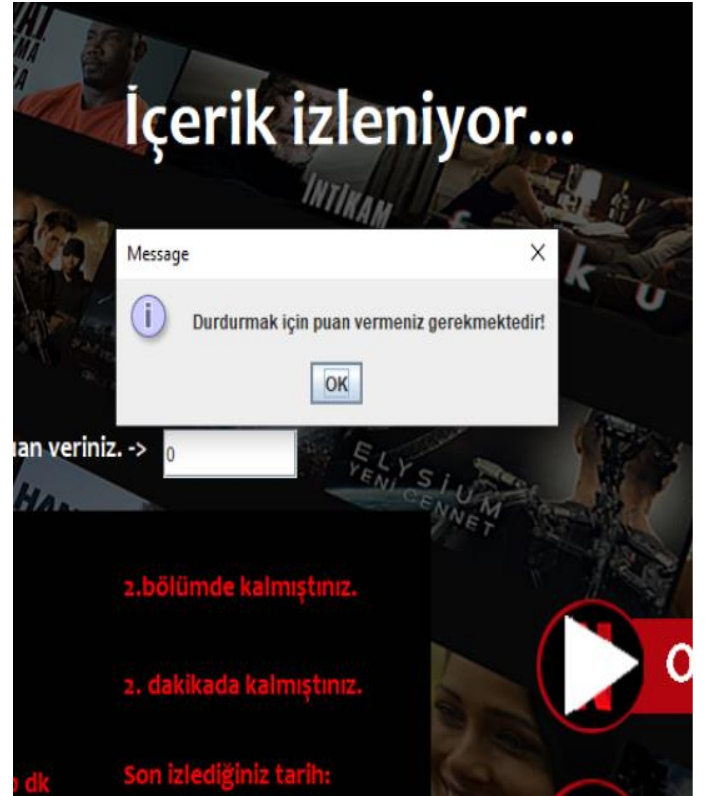 İçerik izleniyor...
İNTİKAM
Message
Durdurmak için puan vermeniz gerekmektedir!
OK
veriniz. ->
0
ELYSIUM
YENİ CENNET
2.bölümde kalmıştınız.
2. dakikada kalmıştınız.
dk
Son izlediğiniz tarih: